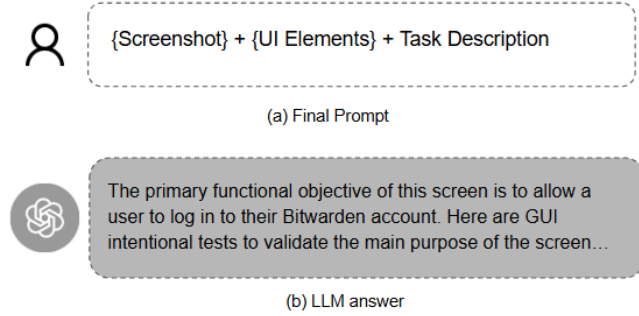 {Screenshot} + {UI Elements} + Task Description
(a) Final Prompt
The primary functional objective of this screen is to allow a
user to log in to their Bitwarden account. Here are GUI
intentional tests to validate the main purpose of the screen...
(b) LLM answer